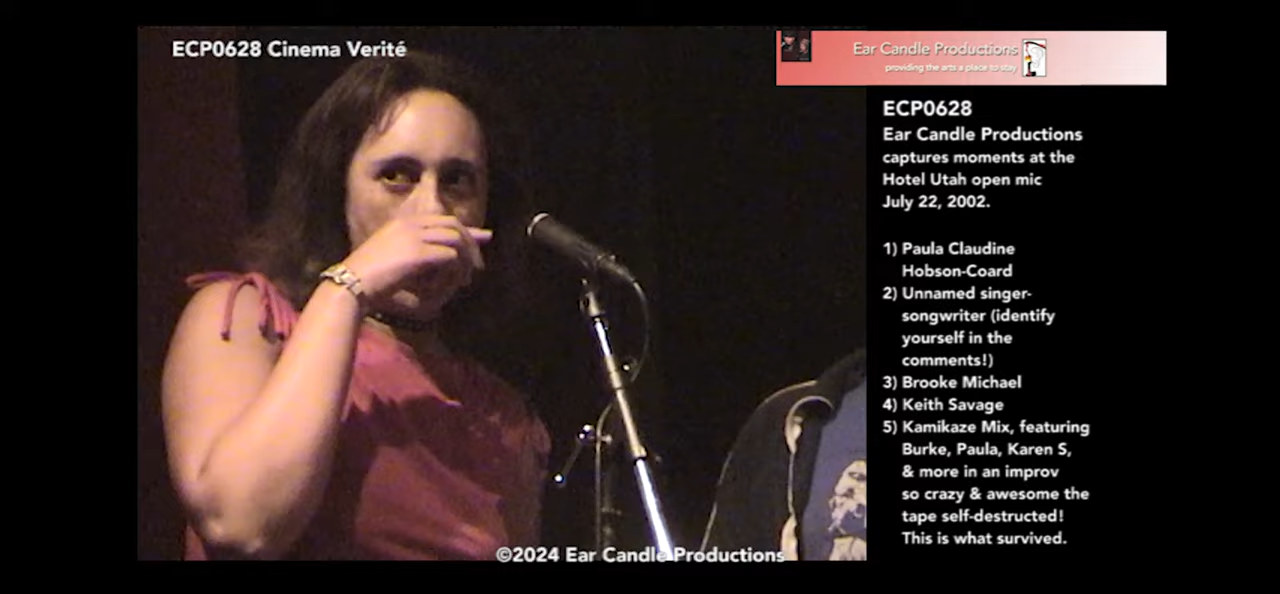 ECP0628 Cinema Verité
Ear Candle Productions
providing the arts a place to stay
ECP0628
Ear Candle Productions
captures moments at the
Hotel Utah open mic
July 22, 2002.
1) Paula Claudine
Hobson-Coard
2) Unnamed singer-
songwriter (identify
yourself in the
comments!)
3) Brooke Michael
4) Keith Savage
5) Kamikaze Mix, featuring
Burke, Paula, Karen S,
& more in an improv
so crazy & awesome the
tape self-destructed!
This is what survived.
©2024 Ear Candle Productions